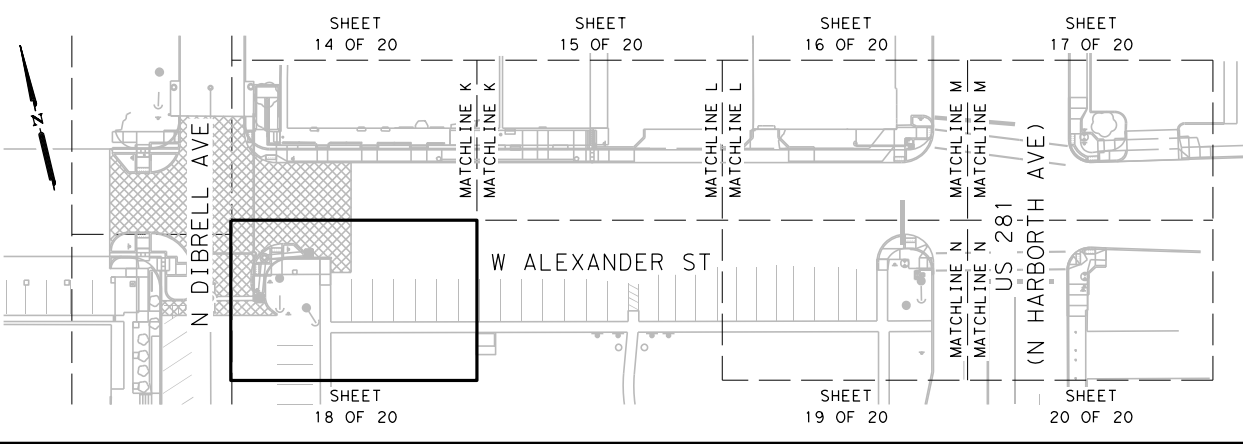 SHEET
14 OF 20
SHEET
15 OF 20
SHEET
16 OF 20
SHEET
17 OF 20
N
N DIBRELL AVE
MATCHLINE K
MATCHLINE K
MATCHLINE L
MATCHLINE L
MATCHLINE M
MATCHLINE M
W ALEXANDER ST
MATCHLINE N
MATCHLINE N
US 281
(N HARBORTH AVE)
SHEET
18 OF 20
SHEET
19 OF 20
SHEET
20 OF 20